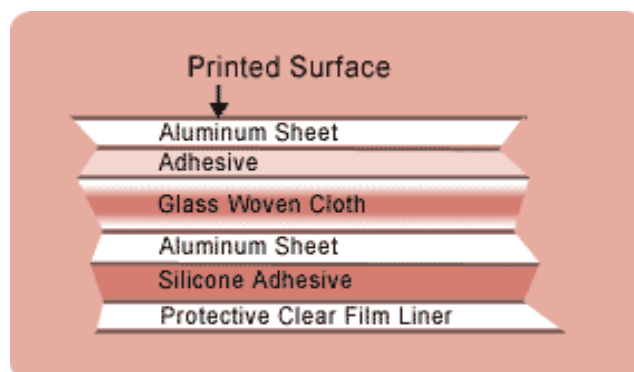 Printed Surface
Aluminum Sheet
Adhesive
Glass Woven Cloth
Aluminum Sheet
Silicone Adhesive
Protective Clear Film Liner